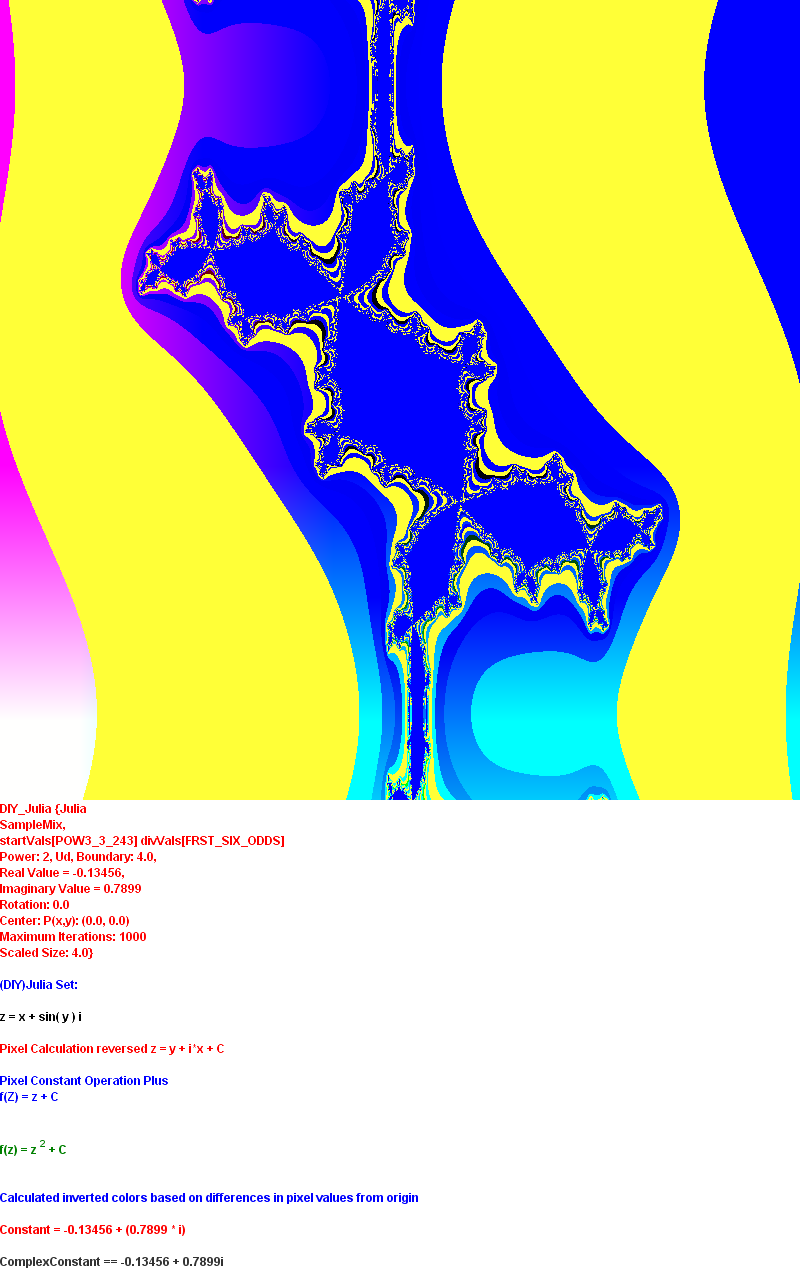 DIY_Julia {Julia
SampleMix,
startVals[POW3_3_243] divVals[FRST_SIX_ODDS]
Power: 2, Ud, Boundary: 4.0,
Real Value = -0.13456,
Imaginary Value = 0.7899
Rotation: 0.0
Center: P(x,y): (0.0, 0.0)
Maximum Iterations: 1000
Scaled Size: 4.0}
(DIY)Julia Set:
z = x + sin( y ) i
Pixel Calculation reversed z = y + i*x + C
Pixel Constant Operation Plus
f(Z) = z + C
f(z) = z ² + C
Calculated inverted colors based on differences in pixel values from origin
Constant = -0.13456 + (0.7899 * i)
ComplexConstant == -0.13456 + 0.7899i